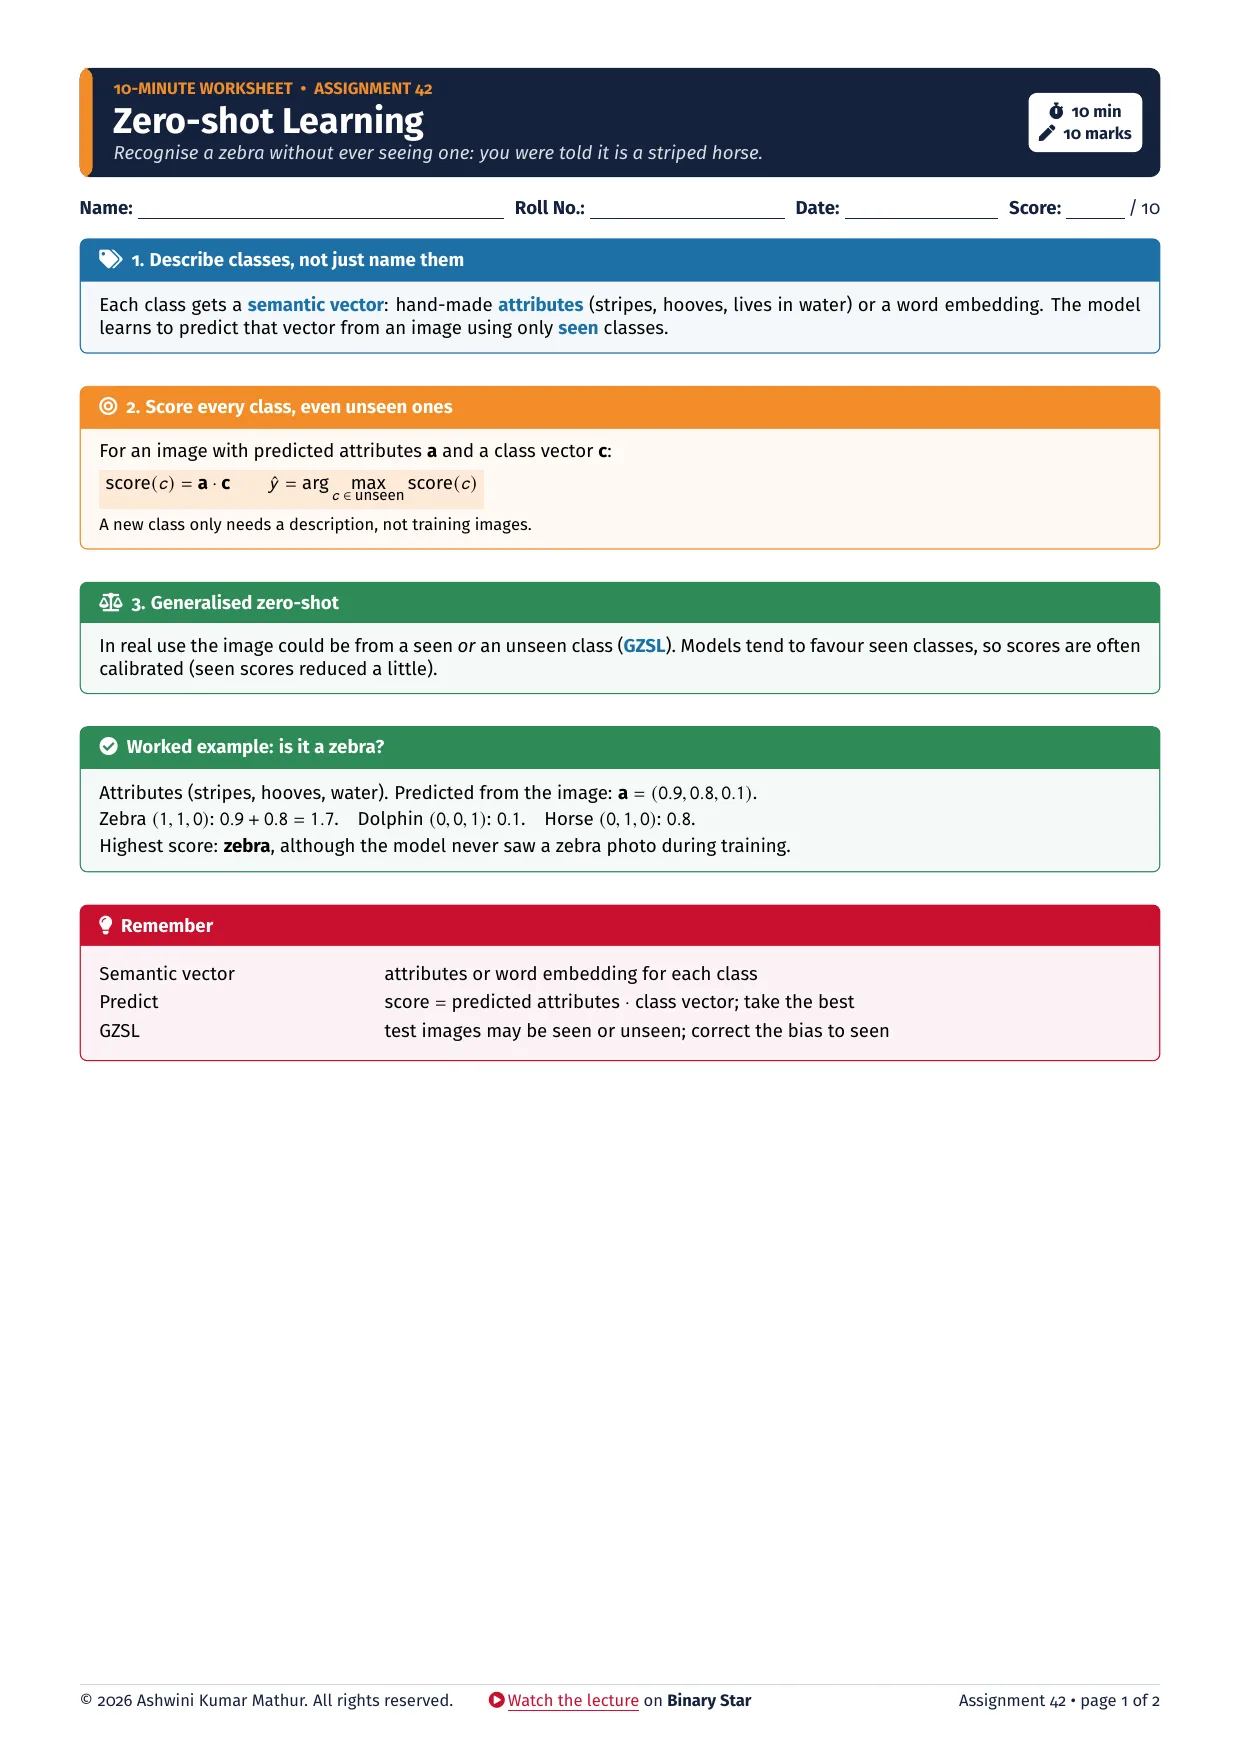 10-MINUTE WORKSHEET • ASSIGNMENT 42
Zero-shot Learning
Recognise a zebra without ever seeing one: you were told it is a striped horse.
10 min
10 marks
Name: ____ Roll No.: ____ Date: ____ Score: ____ / 10
1. Describe classes, not just name them
Each class gets a semantic vector: hand-made attributes (stripes, hooves, lives in water) or a word embedding. The model
learns to predict that vector from an image using only seen classes.
2. Score every class, even unseen ones
For an image with predicted attributes a and a class vector c:
score(c) = a · c ŷ = arg max c ∈ unseen score(c)
A new class only needs a description, not training images.
3. Generalised zero-shot
In real use the image could be from a seen or an unseen class (GZSL). Models tend to favour seen classes, so scores are often
calibrated (seen scores reduced a little).
Worked example: is it a zebra?
Attributes (stripes, hooves, water). Predicted from the image: a = (0.9, 0.8, 0.1).
Zebra (1, 1, 0): 0.9 + 0.8 = 1.7. Dolphin (0, 0, 1): 0.1. Horse (0, 1, 0): 0.8.
Highest score: zebra, although the model never saw a zebra photo during training.
Remember
Semantic vector attributes or word embedding for each class
Predict score = predicted attributes · class vector; take the best
GZSL test images may be seen or unseen; correct the bias to seen
© 2026 Ashwini Kumar Mathur. All rights reserved. Watch the lecture on Binary Star Assignment 42 • page 1 of 2